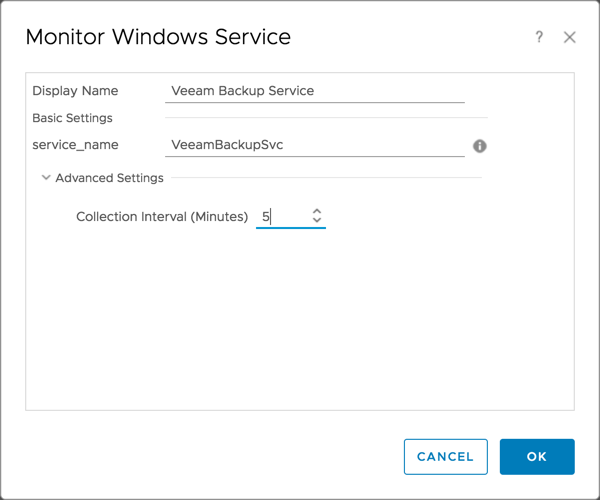 Monitor Windows Service ?
Display Name Veeam Backup Service
Basic Settings
service_name VeeamBackupSvc
Advanced Settings
Collection Interval (Minutes) 5
CANCEL OK